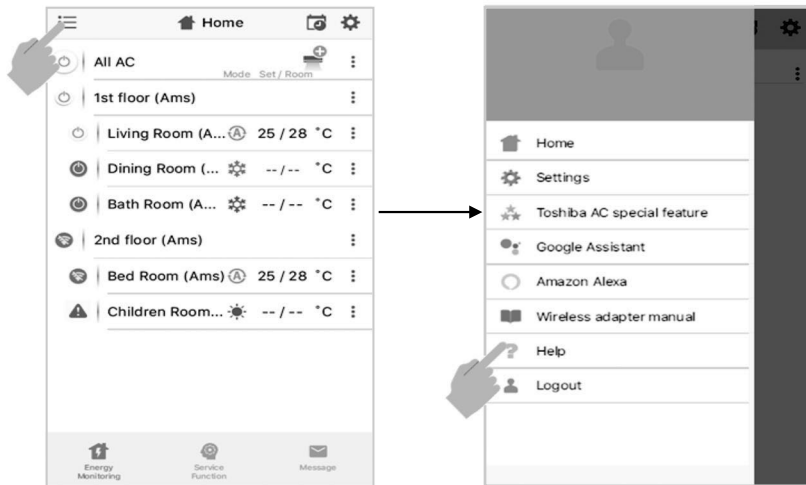 Home
All AC
Mode Set / Room
1st floor (Ams)
Living Room (A... A 25 / 28 °C
Dining Room (... -- / -- °C
Bath Room (A... -- / -- °C
2nd floor (Ams)
Bed Room (Ams) A 25 / 28 °C
Children Room... -- / -- °C
Energy
Monitoring
Service
Function
Message
Home
Settings
Toshiba AC special feature
Google Assistant
Amazon Alexa
Wireless adapter manual
Help
Logout